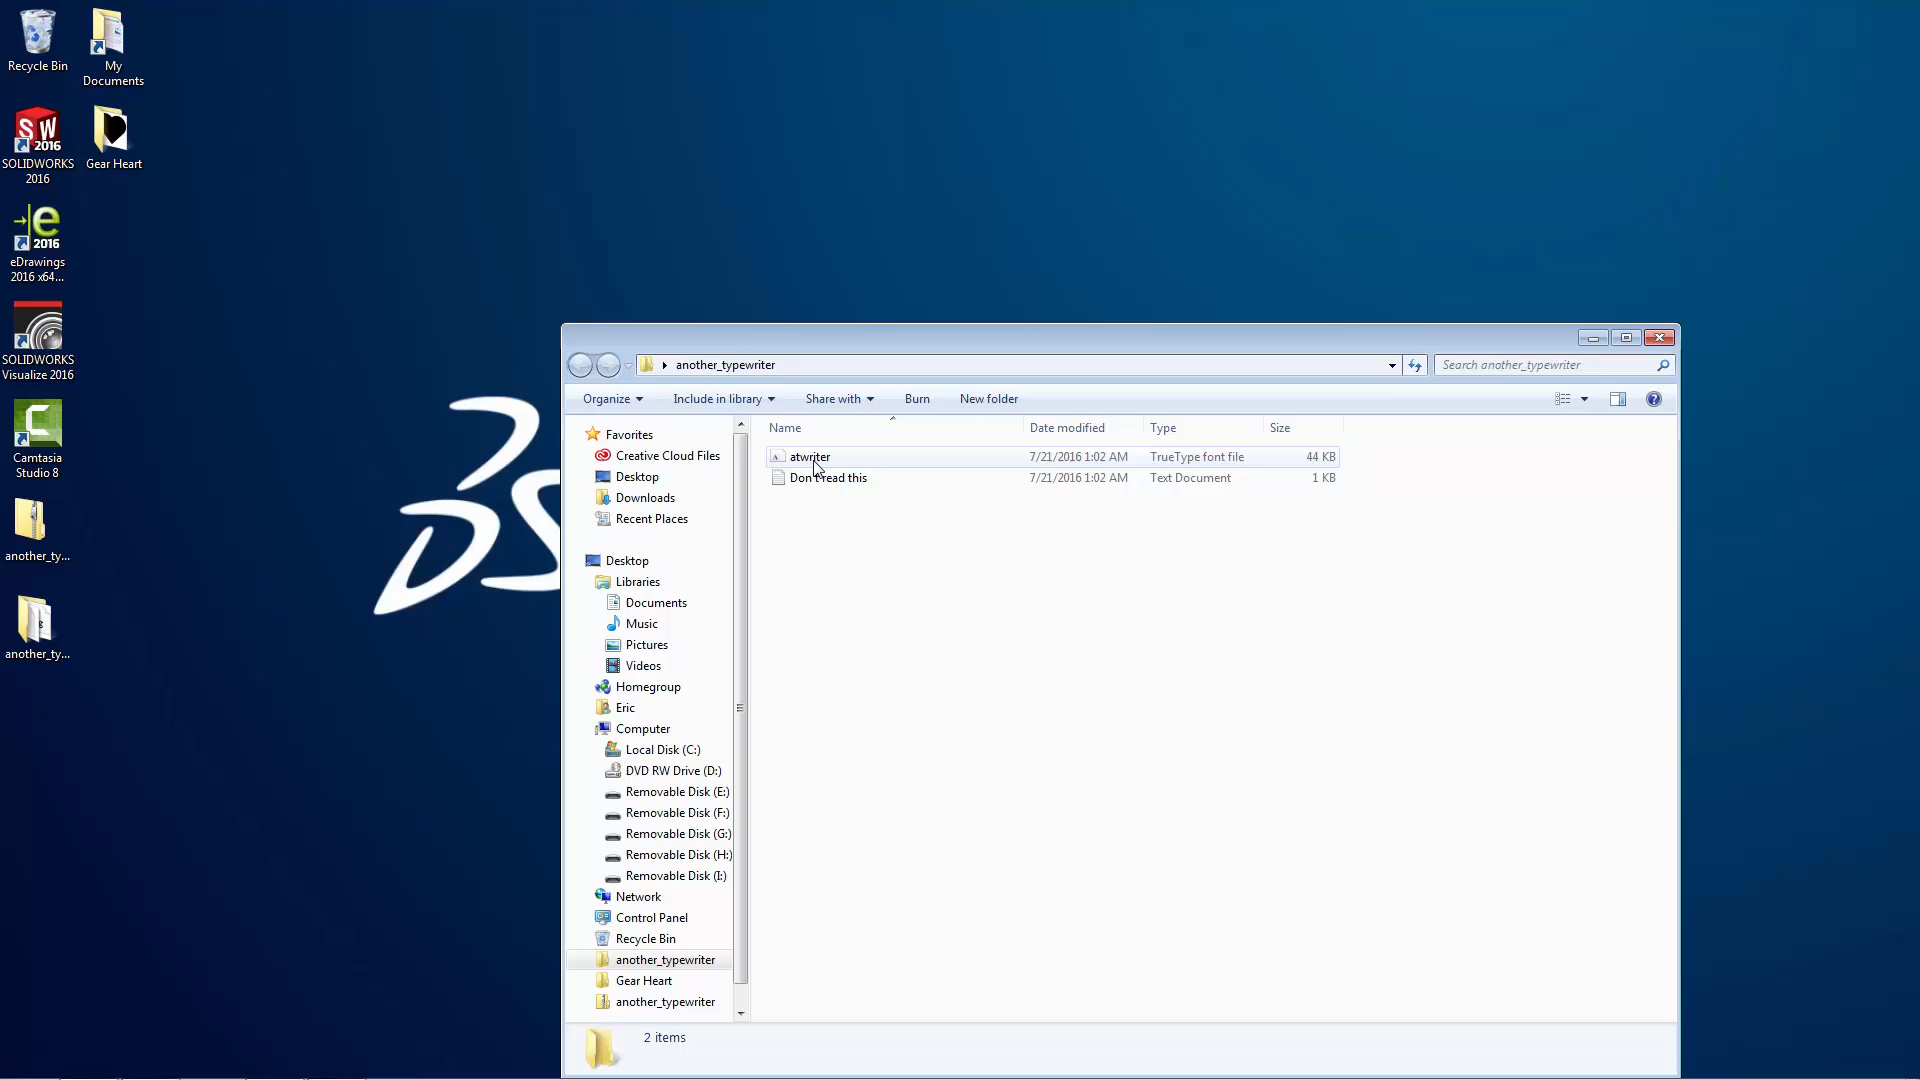 Recycle Bin
My
Documents
SW
2016
SOLIDWORKS
2016
Gear Heart
e
2016
eDrawings
2016 x64...
SOLIDWORKS
Visualize 2016
Camtasia
Studio 8
another_ty...
another_ty...
another_typewriter
Search another_typewriter
Organize
Include in library
Share with
Burn
New folder
Name
Date modified
Type
Size
atwriter
7/21/2016 1:02 AM
TrueType font file
44 KB
Don't read this
7/21/2016 1:02 AM
Text Document
1 KB
Favorites
Creative Cloud Files
Desktop
Downloads
Recent Places
Desktop
Libraries
Documents
Music
Pictures
Videos
Homegroup
Eric
Computer
Local Disk (C:)
DVD RW Drive (D:)
Removable Disk (E:)
Removable Disk (F:)
Removable Disk (G:)
Removable Disk (H:)
Removable Disk (I:)
Network
Control Panel
Recycle Bin
another_typewriter
Gear Heart
another_typewriter
2 items